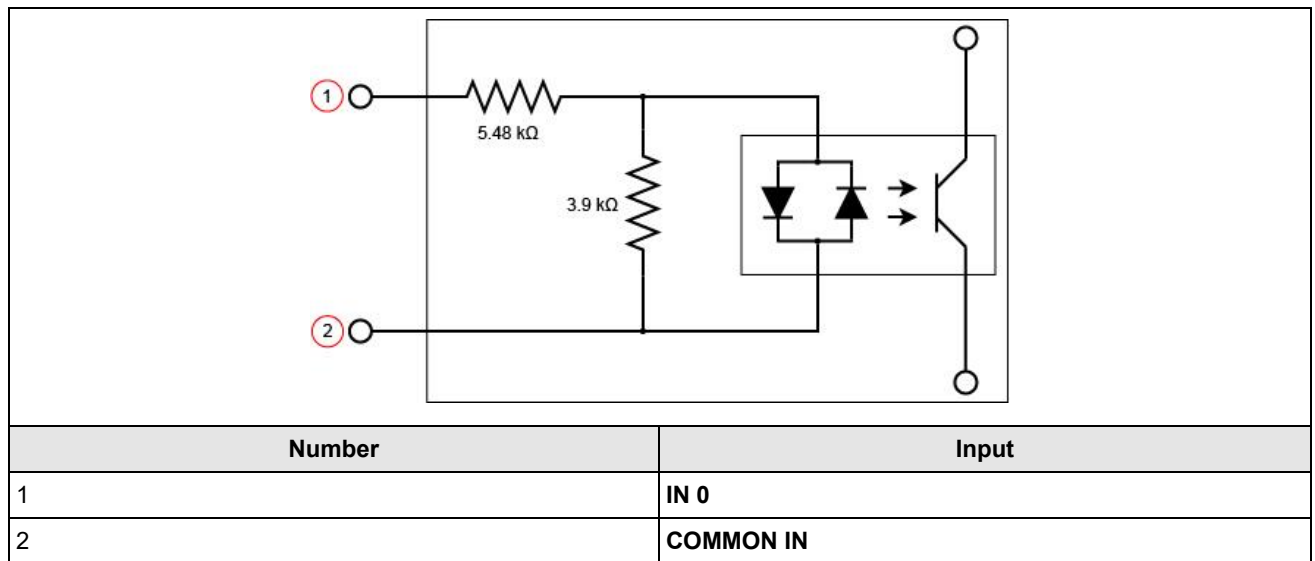 1
5.48 kΩ
3.9 kΩ
2
Number Input
1 IN 0
2 COMMON IN